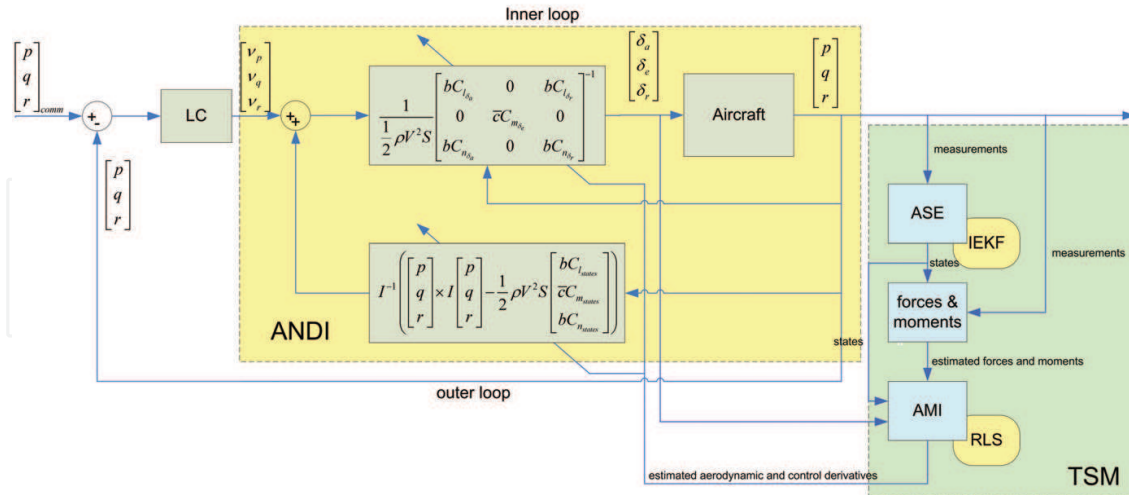 Inner loop
[p q r]comm
+ -
LC
[ν_p ν_q ν_r]
+ +
1 / (1/2 ρV²S) [bC_{l_{δa}} 0 bC_{l_{δr}}; 0 c̅C_{m_{δe}} 0; bC_{n_{δa}} 0 bC_{n_{δr}}]⁻¹
[δ_a δ_e δ_r]
Aircraft
[p q r]
[p q r]
I⁻¹([p q r] × I [p q r] − 1/2 ρV²S [bC_{l_{states}} c̅C_{m_{states}} bC_{n_{states}}])
ANDI
outer loop
measurements
ASE
IEKF
states
measurements
forces &
moments
states
estimated forces and moments
AMI
RLS
estimated aerodynamic and control derivatives
TSM